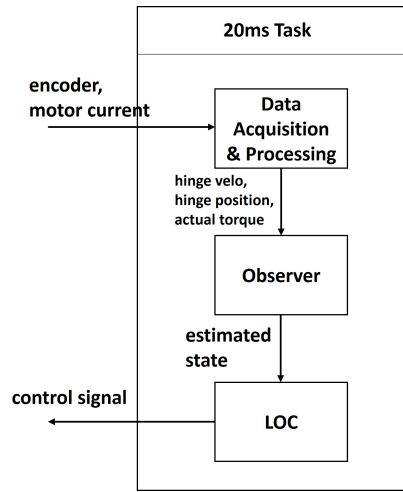 20ms Task
encoder,
motor current
Data
Acquisition
& Processing
hinge velo,
hinge position,
actual torque
Observer
estimated
state
control signal
LOC